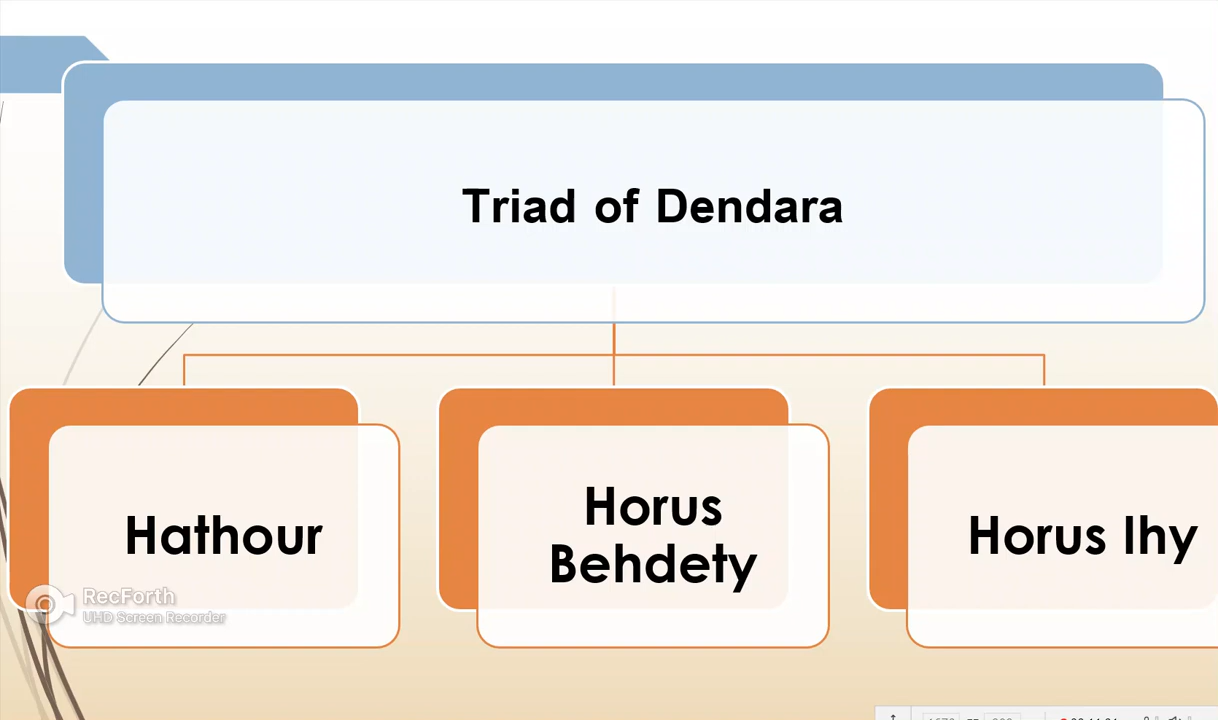 Triad of Dendara
Hathour
Horus
Behdety
Horus Ihy
RecForth
UHD Screen Recorder